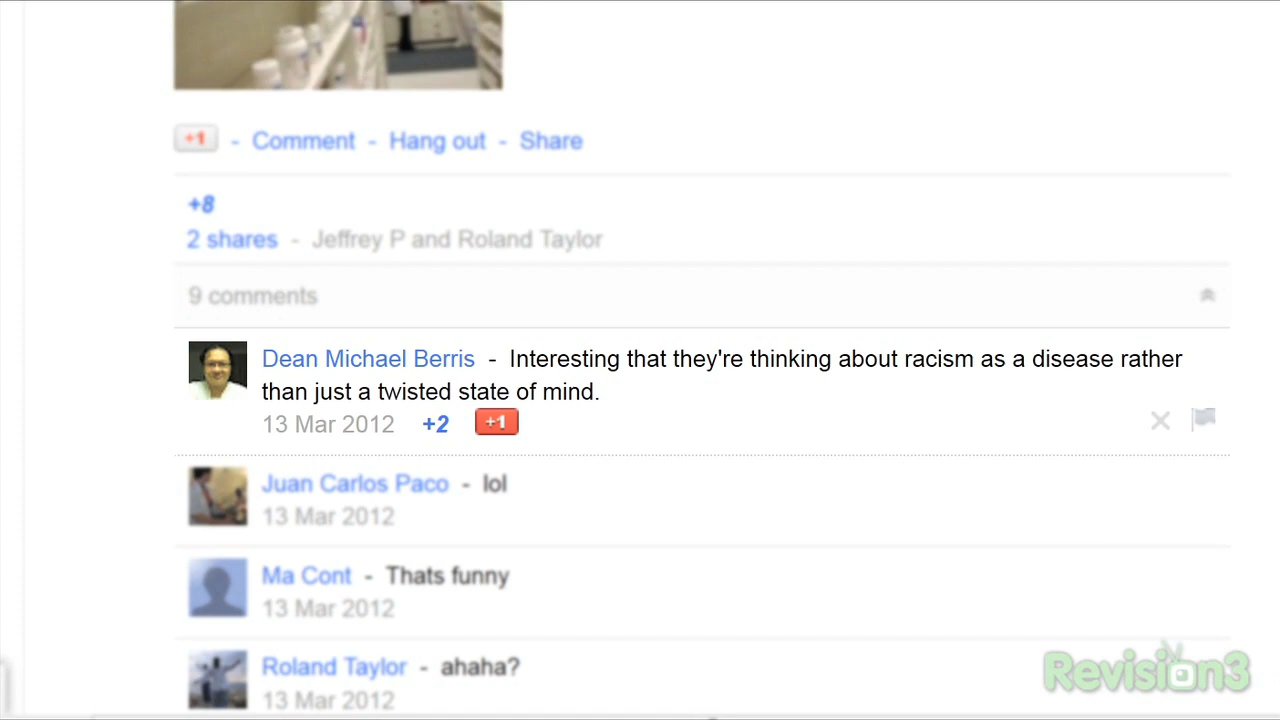 +1 - Comment - Hang out - Share
+8
2 shares - Jeffrey P and Roland Taylor
9 comments
Dean Michael Berris - Interesting that they're thinking about racism as a disease rather
than just a twisted state of mind.
13 Mar 2012 +2 +1
Juan Carlos Paco - lol
13 Mar 2012
Ma Cont - Thats funny
13 Mar 2012
Roland Taylor - ahaha?
13 Mar 2012
Revision3